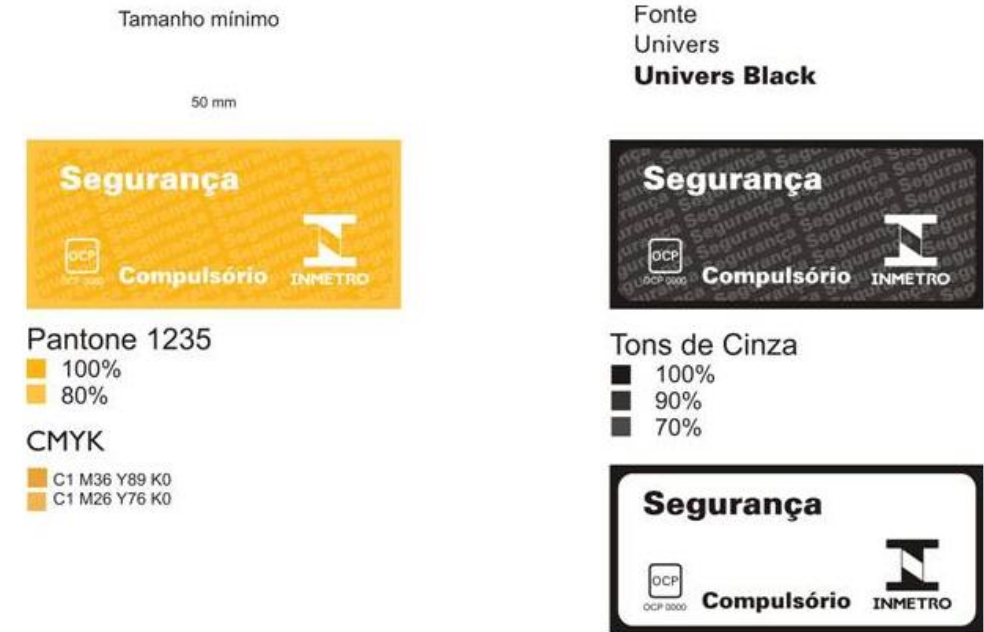 Tamanho mínimo
50 mm
Segurança
OCP
OCP 0000
Compulsório
INMETRO
Pantone 1235
100%
80%
CMYK
C1 M36 Y89 K0
C1 M26 Y76 K0
Fonte
Univers
Univers Black
Segurança
OCP
OCP 0000
Compulsório
INMETRO
Tons de Cinza
100%
90%
70%
Segurança
OCP
OCP 0000
Compulsório
INMETRO